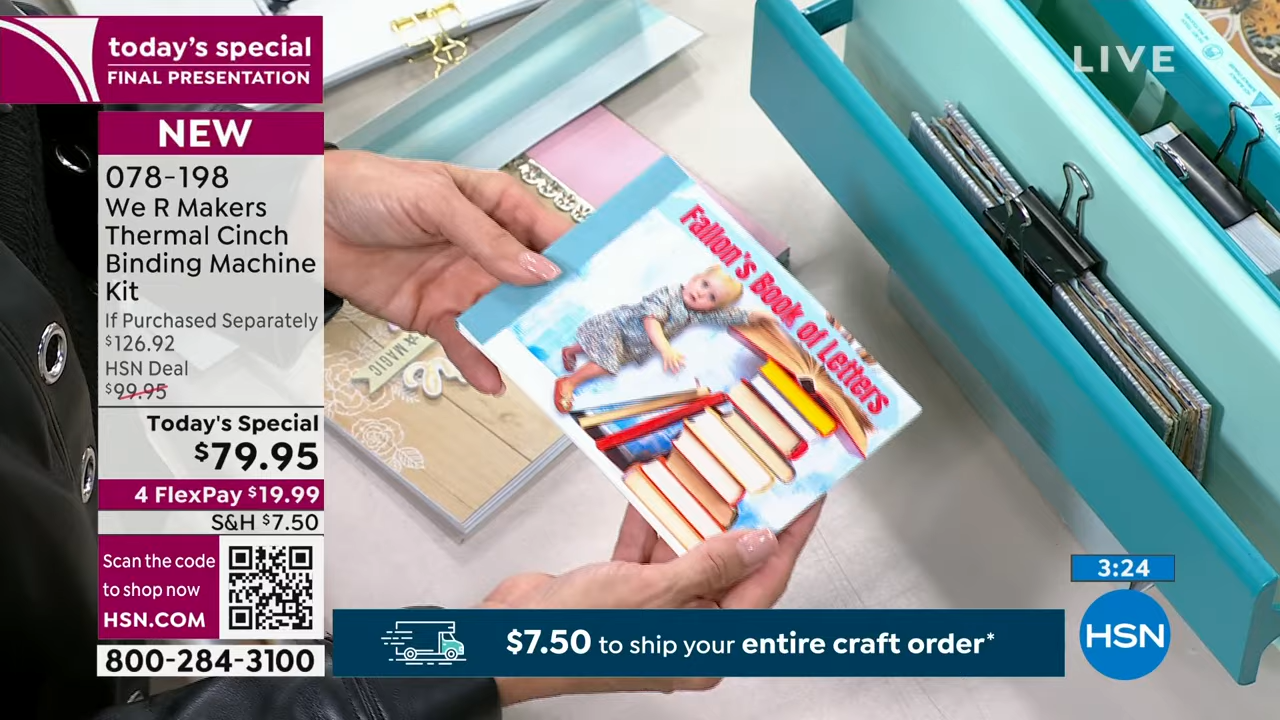 today's special
FINAL PRESENTATION
NEW
078-198
We R Makers
Thermal Cinch
Binding Machine
Kit
If Purchased Separately
$126.92
HSN Deal
$99.95
Today's Special
$79.95
4 FlexPay $19.99
S&H $7.50
Scan the code
to shop now
HSN.COM
800-284-3100
LIVE
Fallon's Book of Letters
MAGIC
3:24
HSN
$7.50 to ship your entire craft order*